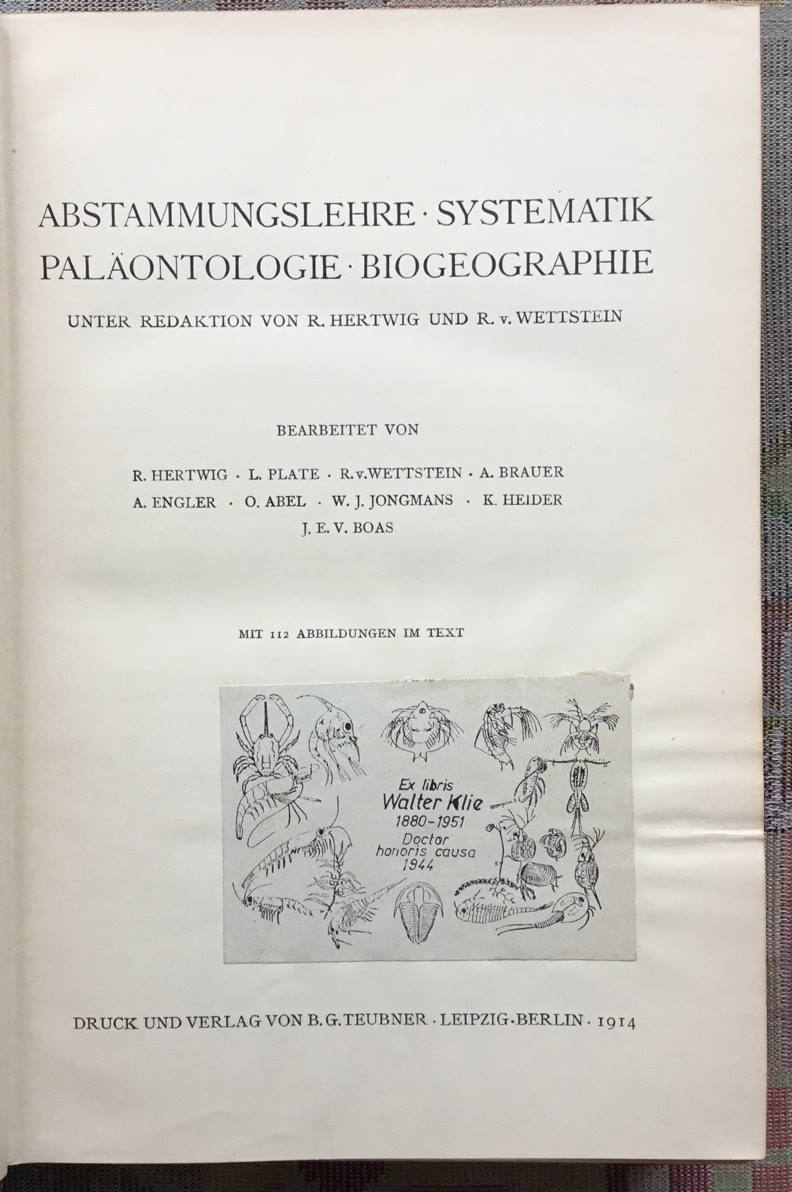 ABSTAMMUNGSLEHRE · SYSTEMATIK
PALÄONTOLOGIE · BIOGEOGRAPHIE
UNTER REDAKTION VON R. HERTWIG UND R. v. WETTSTEIN
BEARBEITET VON
R. HERTWIG · L. PLATE · R. v. WETTSTEIN · A. BRAUER
A. ENGLER · O. ABEL · W. J. JONGMANS · K. HEIDER
J. E. V. BOAS
MIT 112 ABBILDUNGEN IM TEXT
Ex libris
Walter Klie
1880-1951
Doctor
honoris causa
1944
DRUCK UND VERLAG VON B. G. TEUBNER · LEIPZIG · BERLIN · 1914